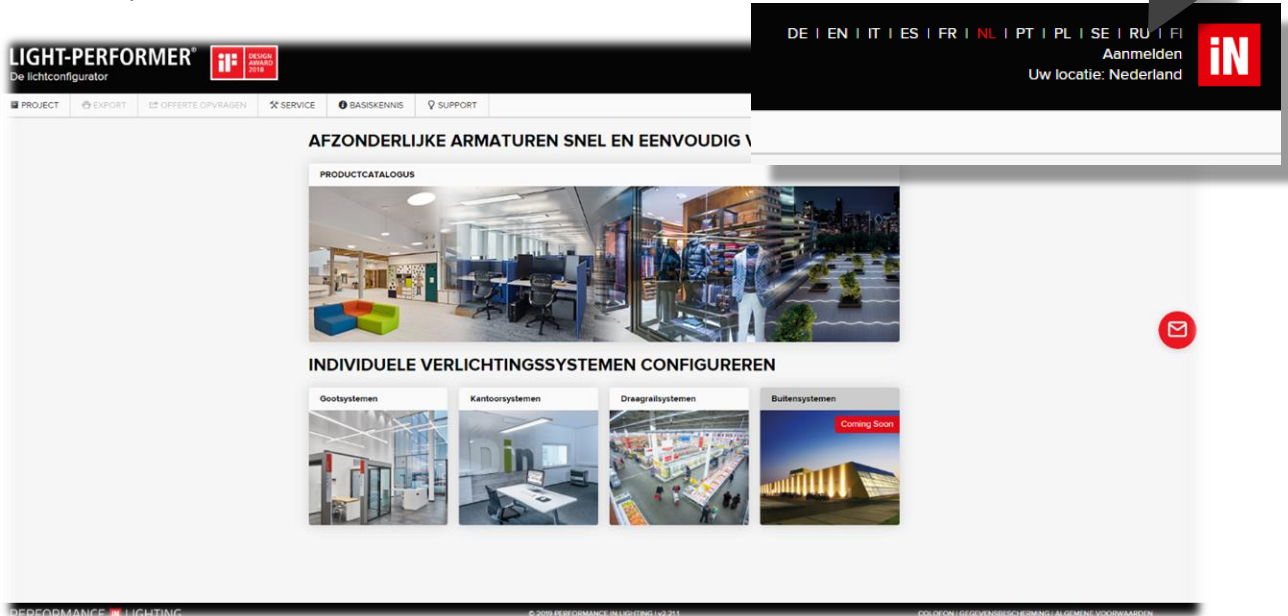 DE I EN I IT I ES I FR I NL I PT I PL I SE I RU I FI
Aanmelden
Uw locatie: Nederland
iN
LIGHT-PERFORMER®
De lichtconfigurator
iF DESIGN AWARD 2018
PROJECT EXPORT OFFERTE OPVRAGEN SERVICE BASISKENNIS SUPPORT
AFZONDERLIJKE ARMATUREN SNEL EN EENVOUDIG
PRODUCTCATALOGUS
INDIVIDUELE VERLICHTINGSSYSTEMEN CONFIGUREREN
Gootsystemen Kantoorsystemen Draagrailsystemen Buitensystemen
Coming Soon
PERFORMANCE iN LIGHTING © 2019 PERFORMANCE IN LIGHTING | v2.21.1 COLOFON | GEGEVENSBESCHERMING | ALGEMENE VOORWAARDEN